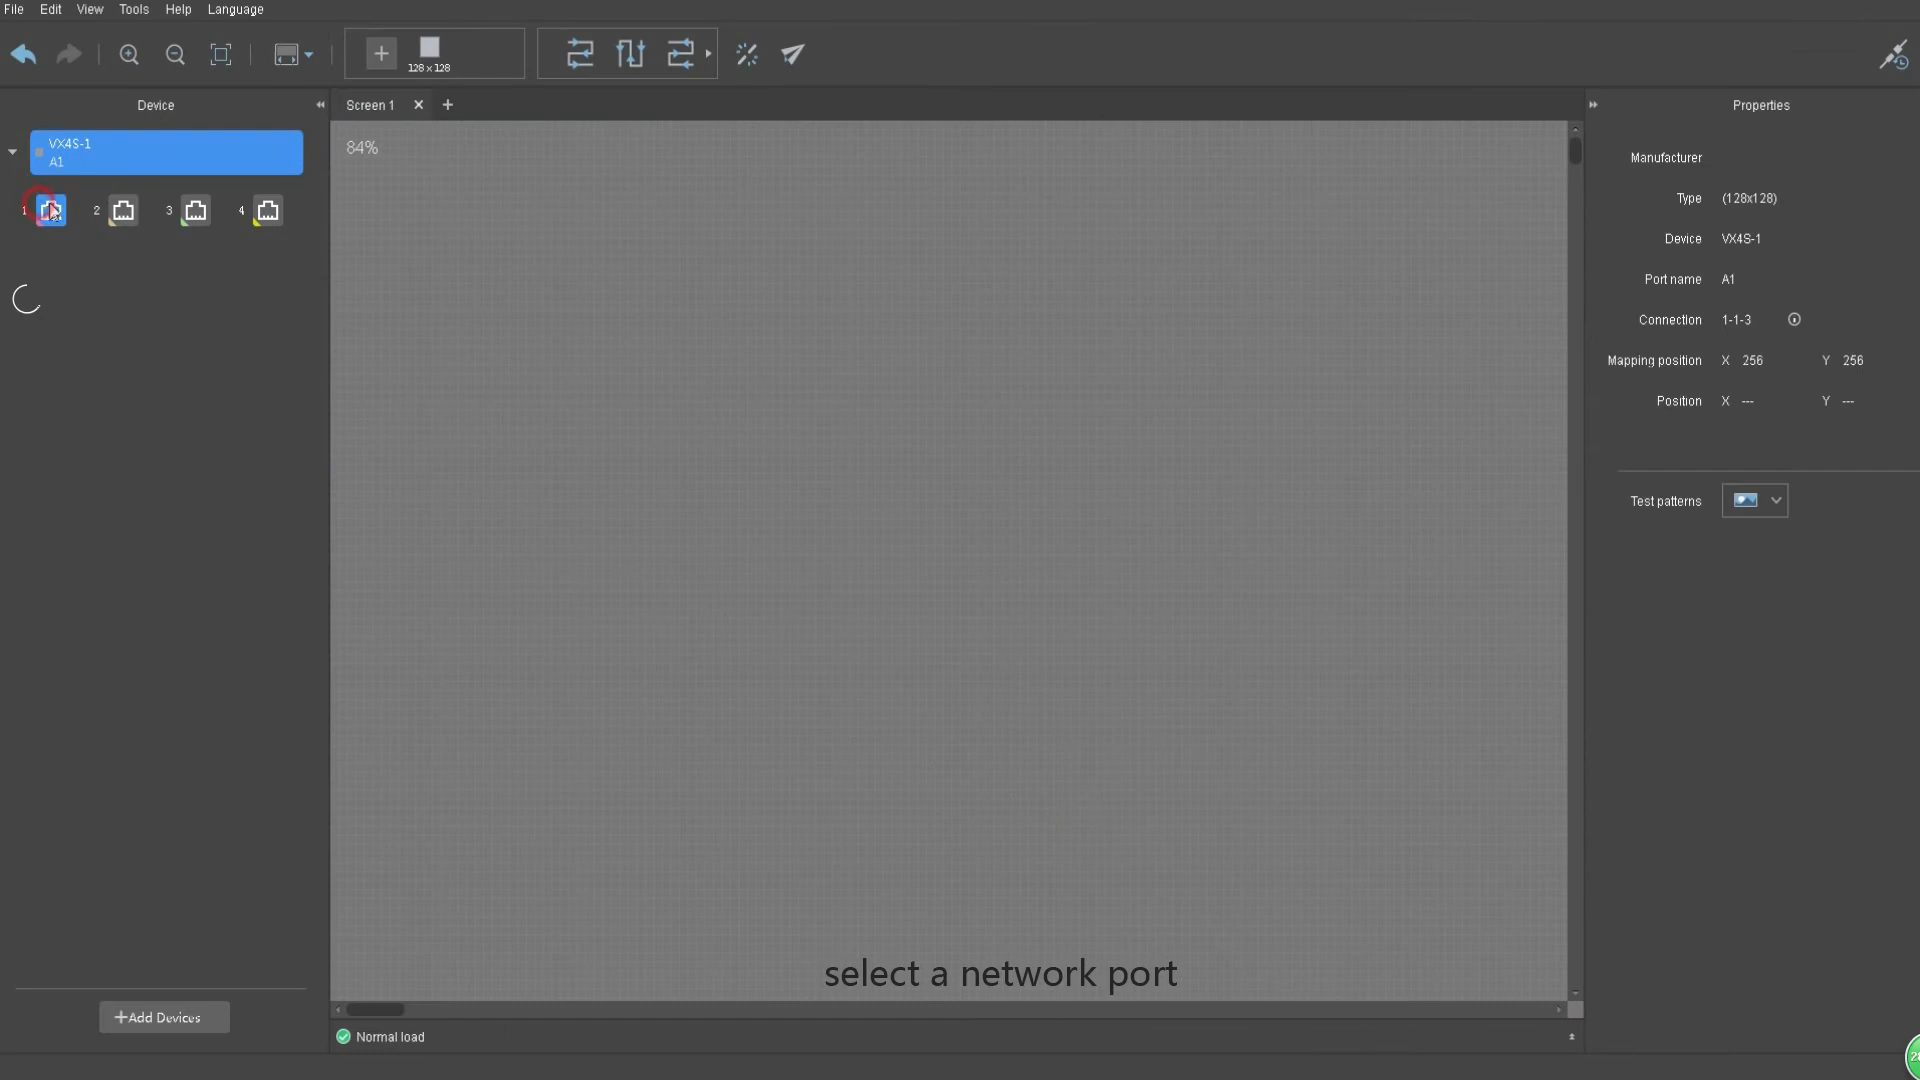 File Edit View Tools Help Language
128×128
Device
Screen 1
Properties
VX4S-1
A1
84%
1 2 3 4
Manufacturer
Type (128x128)
Device VX4S-1
Port name A1
Connection 1-1-3
Mapping position X 256 Y 256
Position X --- Y ---
Test patterns
select a network port
+Add Devices
Normal load